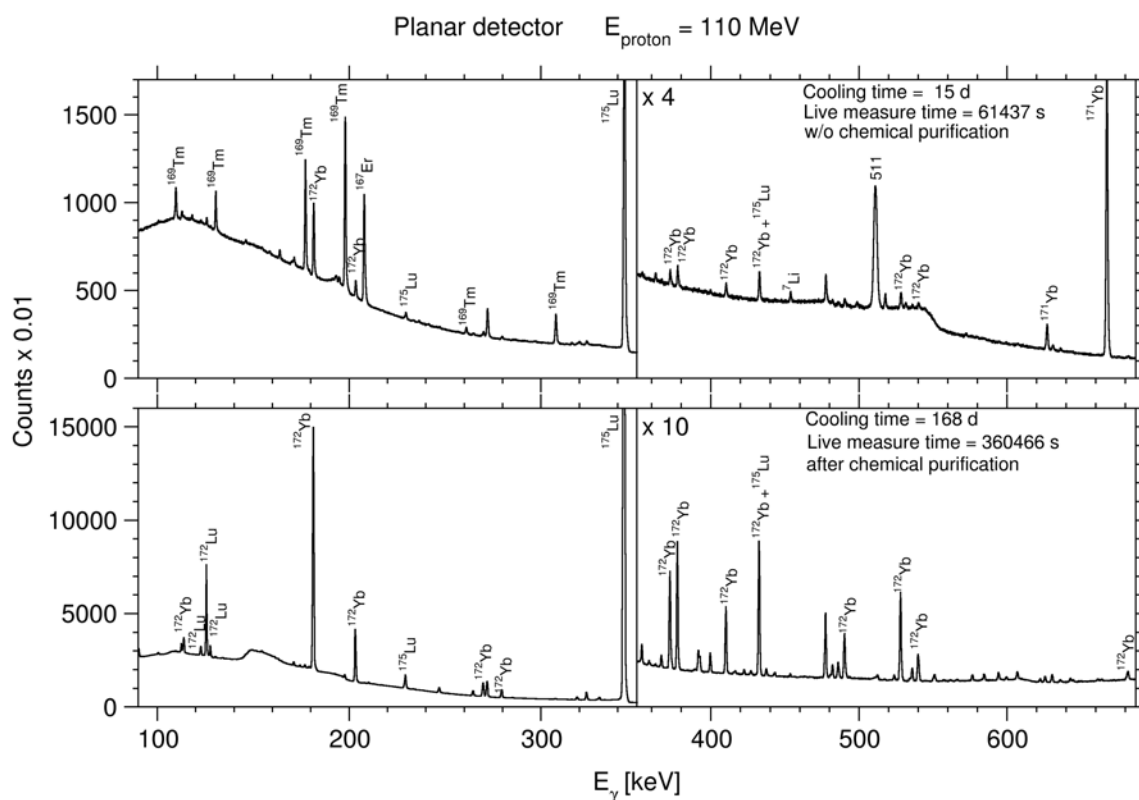 Planar detector E_proton = 110 MeV
Counts x 0.01
1500
1000
500
0
169Tm
169Tm
169Tm
172Yb
169Tm
172Yb
167Er
175Lu
169Tm
169Tm
175Lu
x 4
Cooling time = 15 d
Live measure time = 61437 s
w/o chemical purification
172Yb
172Yb
172Yb
172Yb + 175Lu
7Li
511
172Yb
172Yb
171Yb
171Yb
15000
10000
5000
0
172Yb
172Lu
172Lu
172Lu
172Yb
172Yb
175Lu
172Yb
172Yb
175Lu
x 10
Cooling time = 168 d
Live measure time = 360466 s
after chemical purification
172Yb
172Yb
172Yb
172Yb + 175Lu
172Yb
172Yb
172Yb
172Yb
100 200 300 400 500 600
Eγ [keV]